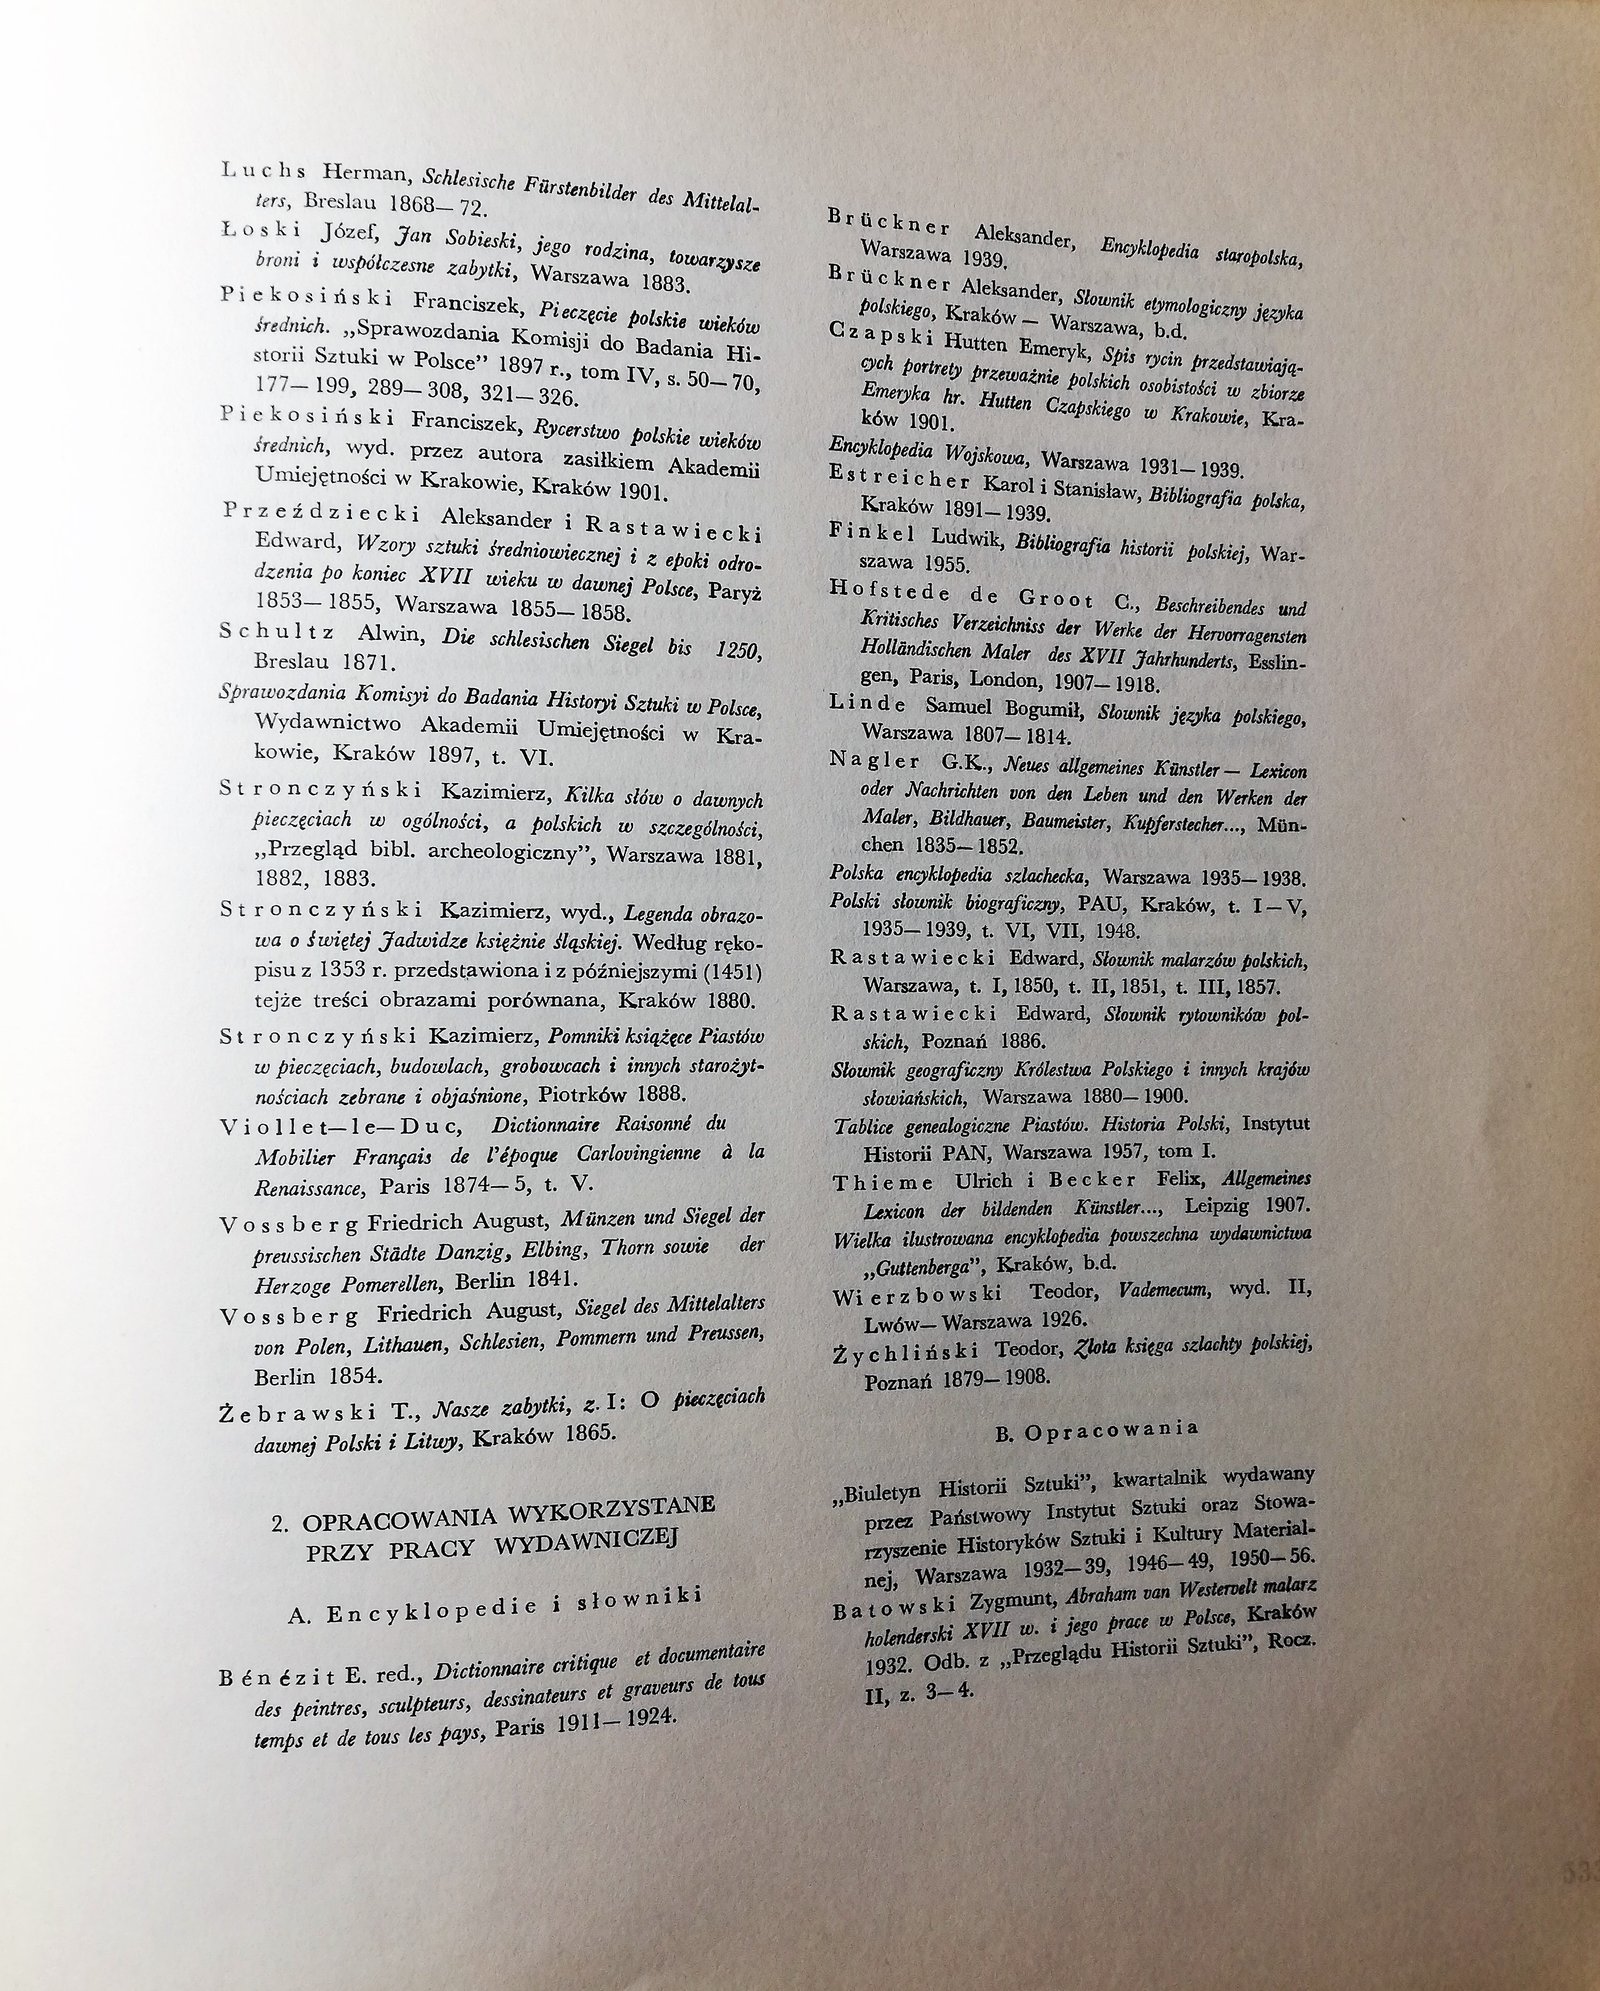 Luchs Herman, Schlesische Fürstenbilder des Mittelal-
ters, Breslau 1868—72.
Łoski Józef, Jan Sobieski, jego rodzina, towarzysze
broni i współczesne zabytki, Warszawa 1883.
Piekosiński Franciszek, Pieczęcie polskie wieków
średnich. „Sprawozdania Komisji do Badania Hi-
storii Sztuki w Polsce” 1897 r., tom IV, s. 50—70,
177—199, 289—308, 321—326.
Piekosiński Franciszek, Rycerstwo polskie wieków
średnich, wyd. przez autora zasiłkiem Akademii
Umiejętności w Krakowie, Kraków 1901.
Przeździecki Aleksander i Rastawiecki
Edward, Wzory sztuki średniowiecznej i z epoki odro-
dzenia po koniec XVII wieku w dawnej Polsce, Paryż
1853—1855, Warszawa 1855—1858.
Schultz Alwin, Die schlesischen Siegel bis 1250,
Breslau 1871.
Sprawozdania Komisyi do Badania Historyi Sztuki w Polsce,
Wydawnictwo Akademii Umiejętności w Kra-
kowie, Kraków 1897, t. VI.
Stronczyński Kazimierz, Kilka słów o dawnych
pieczęciach w ogólności, a polskich w szczególności,
„Przegląd bibl. archeologiczny”, Warszawa 1881,
1882, 1883.
Stronczyński Kazimierz, wyd., Legenda obrazo-
wa o świętej Jadwidze księżnie śląskiej. Według ręko-
pisu z 1353 r. przedstawiona i z późniejszymi (1451)
tejże treści obrazami porównana, Kraków 1880.
Stronczyński Kazimierz, Pomniki książęce Piastów
w pieczęciach, budowlach, grobowcach i innych starożyt-
nościach zebrane i objaśnione, Piotrków 1888.
Viollet—le—Duc, Dictionnaire Raisonné du
Mobilier Français de l'époque Carlovingienne à la
Renaissance, Paris 1874—5, t. V.
Vossberg Friedrich August, Münzen und Siegel der
preussischen Städte Danzig, Elbing, Thorn sowie der
Herzoge Pomerellen, Berlin 1841.
Vossberg Friedrich August, Siegel des Mittelalters
von Polen, Lithauen, Schlesien, Pommern und Preussen,
Berlin 1854.
Żebrawski T., Nasze zabytki, z. I: O pieczęciach
dawnej Polski i Litwy, Kraków 1865.
2. OPRACOWANIA WYKORZYSTANE
PRZY PRACY WYDAWNICZEJ
A. Encyklopedie i słowniki
Bénézit E. red., Dictionnaire critique et documentaire
des peintres, sculpteurs, dessinateurs et graveurs de tous
temps et de tous les pays, Paris 1911—1924.
Brückner Aleksander, Encyklopedia staropolska,
Warszawa 1939.
Brückner Aleksander, Słownik etymologiczny języka
polskiego, Kraków — Warszawa, b.d.
Czapski Hutten Emeryk, Spis rycin przedstawiają-
cych portrety przeważnie polskich osobistości w zbiorze
Emeryka hr. Hutten Czapskiego w Krakowie, Kra-
ków 1901.
Encyklopedia Wojskowa, Warszawa 1931—1939.
Estreicher Karol i Stanisław, Bibliografia polska,
Kraków 1891—1939.
Finkel Ludwik, Bibliografia historii polskiej, War-
szawa 1955.
Hofstede de Groot C., Beschreibendes und
Kritisches Verzeichniss der Werke der Hervorragensten
Holländischen Maler des XVII Jahrhunderts, Esslin-
gen, Paris, London, 1907—1918.
Linde Samuel Bogumił, Słownik języka polskiego,
Warszawa 1807—1814.
Nagler G.K., Neues allgemeines Künstler — Lexicon
oder Nachrichten von den Leben und den Werken der
Maler, Bildhauer, Baumeister, Kupferstecher..., Mün-
chen 1835—1852.
Polska encyklopedia szlachecka, Warszawa 1935—1938.
Polski słownik biograficzny, PAU, Kraków, t. I—V,
1935—1939, t. VI, VII, 1948.
Rastawiecki Edward, Słownik malarzów polskich,
Warszawa, t. I, 1850, t. II, 1851, t. III, 1857.
Rastawiecki Edward, Słownik rytowników pol-
skich, Poznań 1886.
Słownik geograficzny Królestwa Polskiego i innych krajów
słowiańskich, Warszawa 1880—1900.
Tablice genealogiczne Piastów. Historia Polski, Instytut
Historii PAN, Warszawa 1957, tom I.
Thieme Ulrich i Becker Felix, Allgemeines
Lexicon der bildenden Künstler..., Leipzig 1907.
Wielka ilustrowana encyklopedia powszechna wydawnictwa
„Guttenberga”, Kraków, b.d.
Wierzbowski Teodor, Vademecum, wyd. II,
Lwów—Warszawa 1926.
Żychliński Teodor, Złota księga szlachty polskiej,
Poznań 1879—1908.
B. Opracowania
„Biuletyn Historii Sztuki”, kwartalnik wydawany
przez Państwowy Instytut Sztuki oraz Stowa-
rzyszenie Historyków Sztuki i Kultury Material-
nej, Warszawa 1932—39, 1946—49, 1950—56.
Batowski Zygmunt, Abraham van Westervelt malarz
holenderski XVII w. i jego prace w Polsce, Kraków
1932. Odb. z „Przeglądu Historii Sztuki”, Rocz.
II, z. 3—4.